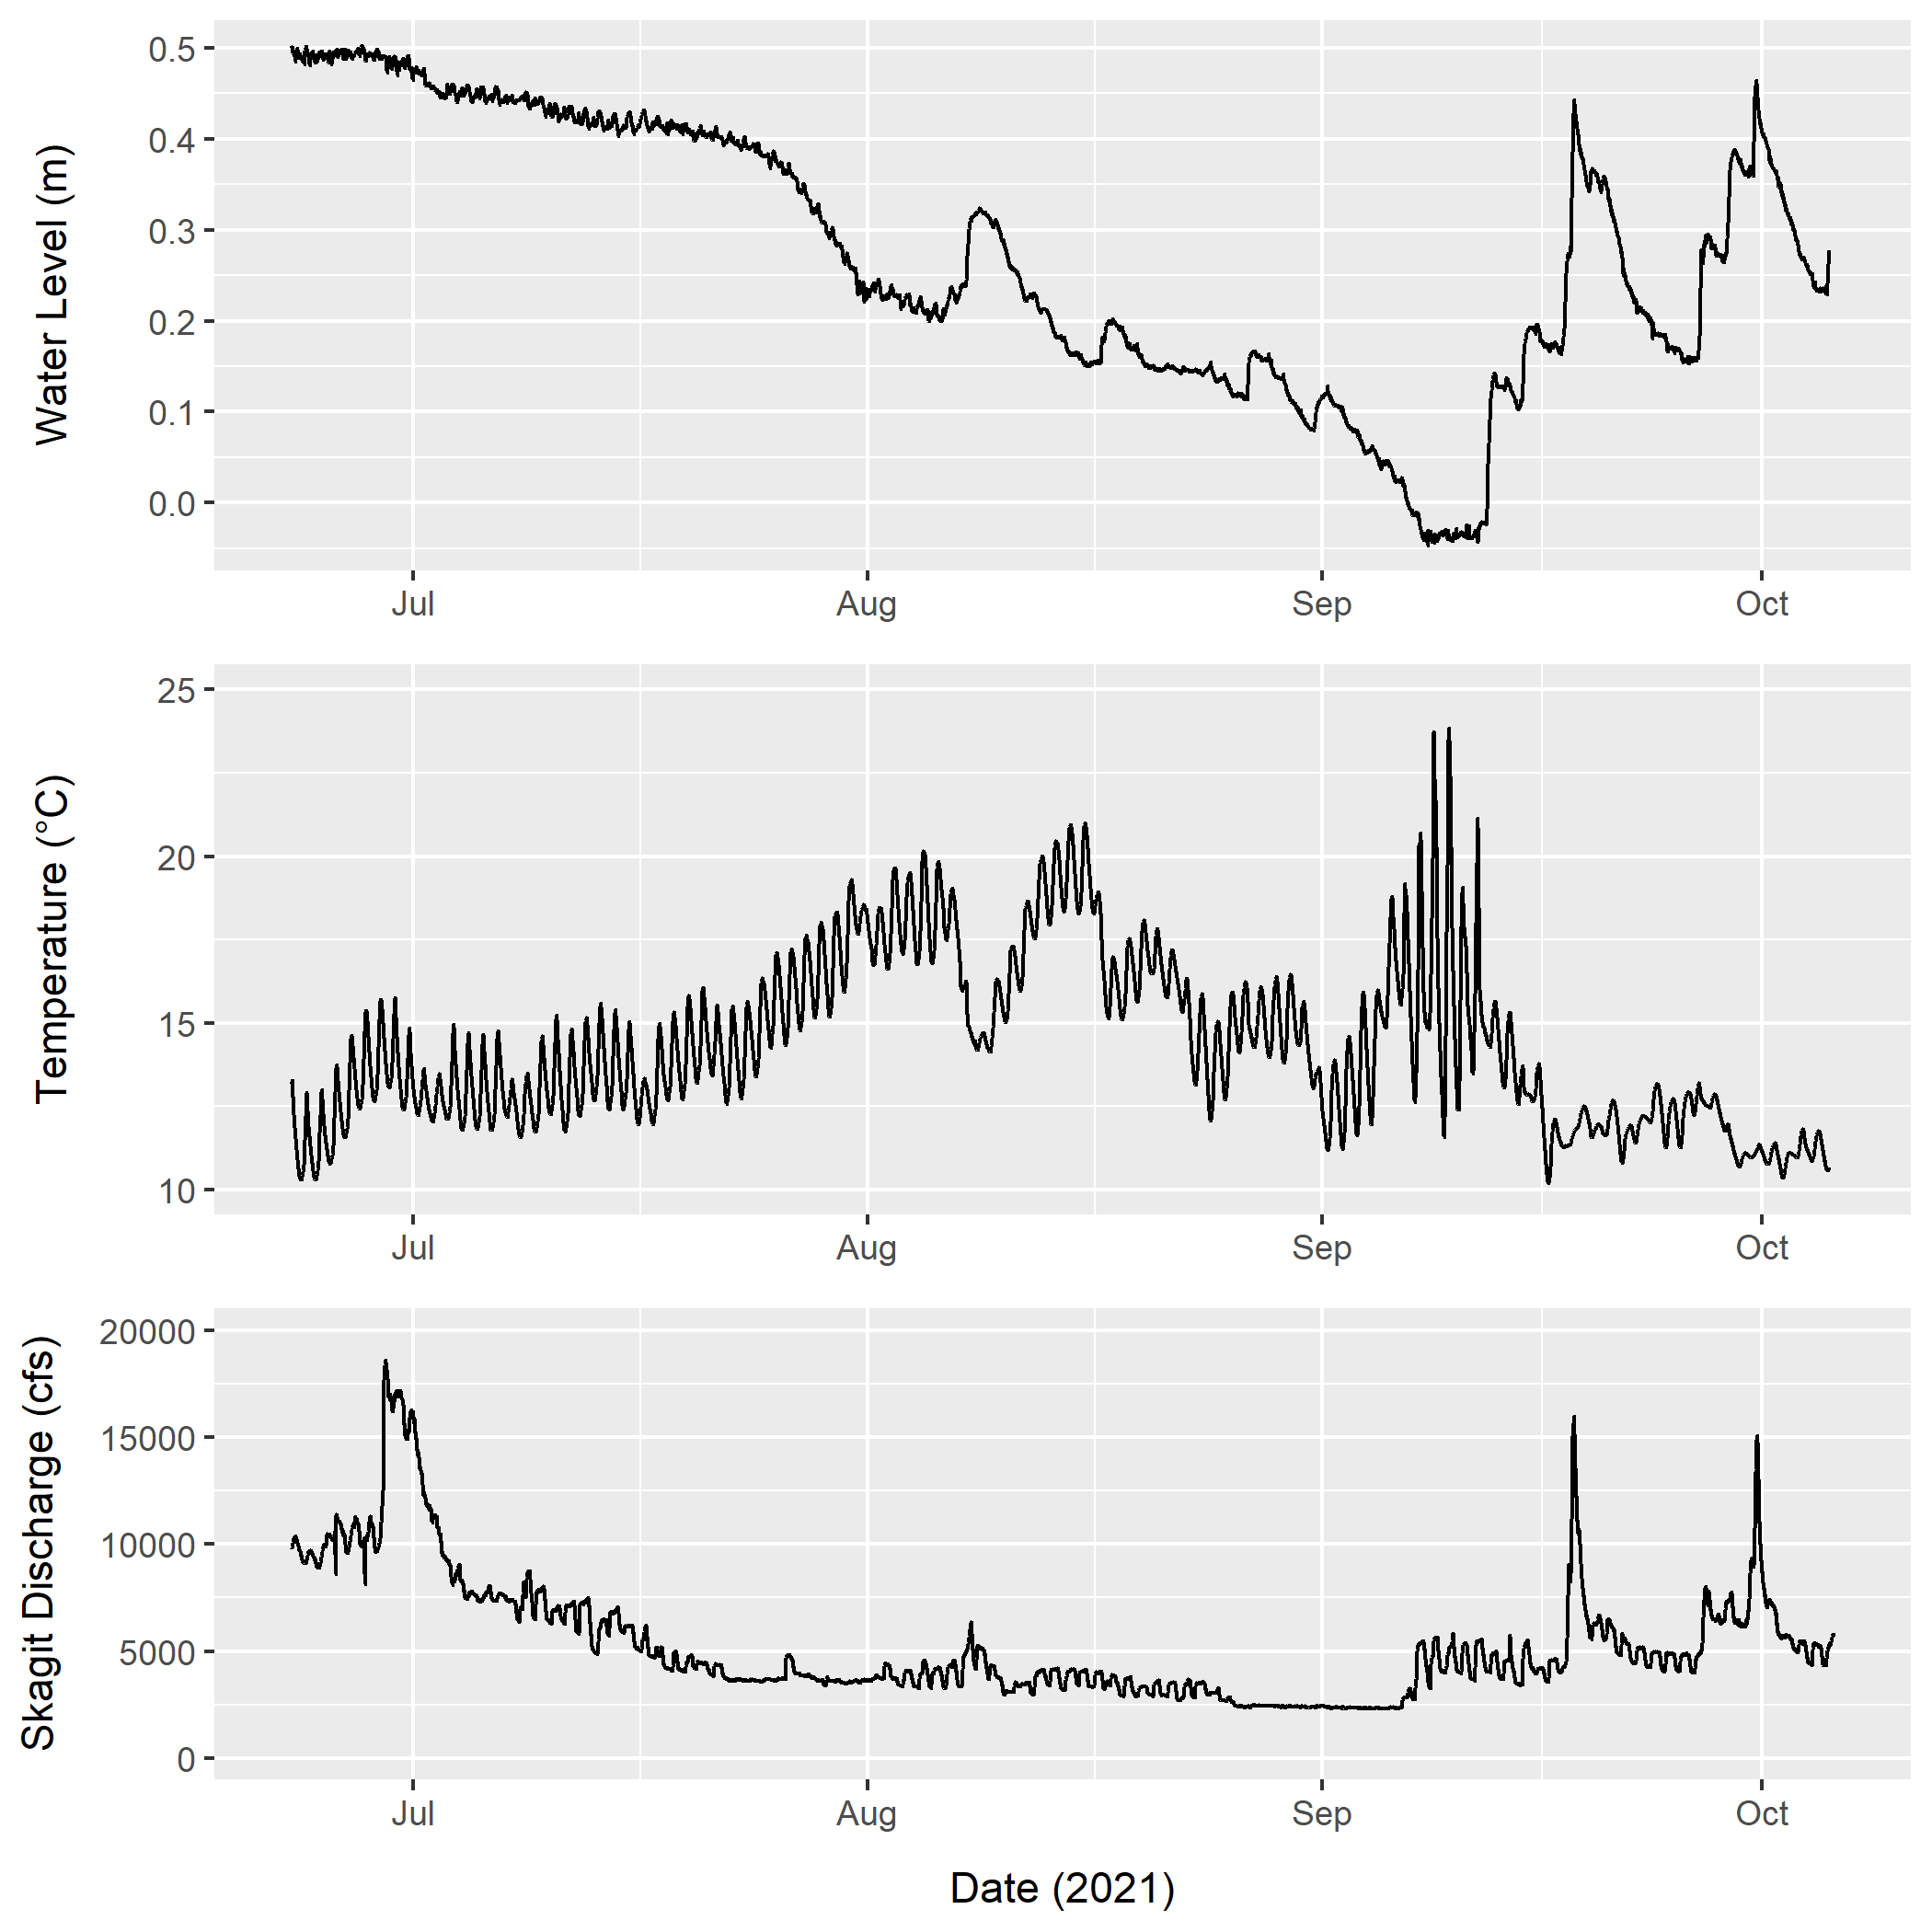 Water Level (m)
0.5
0.4
0.3
0.2
0.1
0.0
Jul Aug Sep Oct
Temperature (°C)
25
20
15
10
Jul Aug Sep Oct
Skagit Discharge (cfs)
20000
15000
10000
5000
0
Jul Aug Sep Oct
Date (2021)